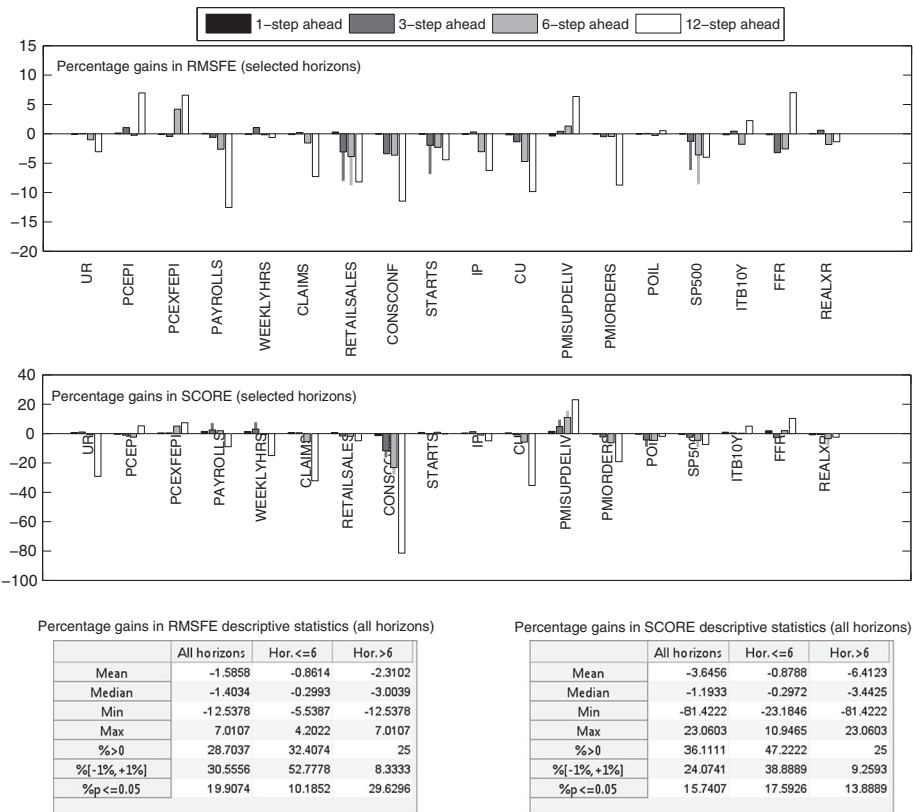 1−step ahead 3−step ahead 6−step ahead 12−step ahead
Percentage gains in RMSFE (selected horizons)
15
10
5
0
−5
−10
−15
−20
UR
PCEPI
PCEXFEPI
PAYROLLS
WEEKLYHRS
CLAIMS
RETAILSALES
CONSCONF
STARTS
IP
CU
PMISUPDELIV
PMIORDERS
POIL
SP500
ITB10Y
FFR
REALXR
Percentage gains in SCORE (selected horizons)
40
20
0
−20
−40
−60
−80
−100
UR
PCEPI
PCEXFEPI
PAYROLLS
WEEKLYHRS
CLAIMS
RETAILSALES
CONSCONF
STARTS
IP
CU
PMISUPDELIV
PMIORDERS
POIL
SP500
ITB10Y
FFR
REALXR
Percentage gains in RMSFE descriptive statistics (all horizons)
All horizons Hor.<=6 Hor.>6
Mean -1.5858 -0.8614 -2.3102
Median -1.4034 -0.2993 -3.0039
Min -12.5378 -5.5387 -12.5378
Max 7.0107 4.2022 7.0107
%>0 28.7037 32.4074 25
%[-1%,+1%] 30.5556 52.7778 8.3333
%p<=0.05 19.9074 10.1852 29.6296
Percentage gains in SCORE descriptive statistics (all horizons)
All horizons Hor.<=6 Hor.>6
Mean -3.6456 -0.8788 -6.4123
Median -1.1933 -0.2972 -3.4425
Min -81.4222 -23.1846 -81.4222
Max 23.0603 10.9465 23.0603
%>0 36.1111 47.2222 25
%[-1%,+1%] 24.0741 38.8889 9.2593
%p<=0.05 15.7407 17.5926 13.8889